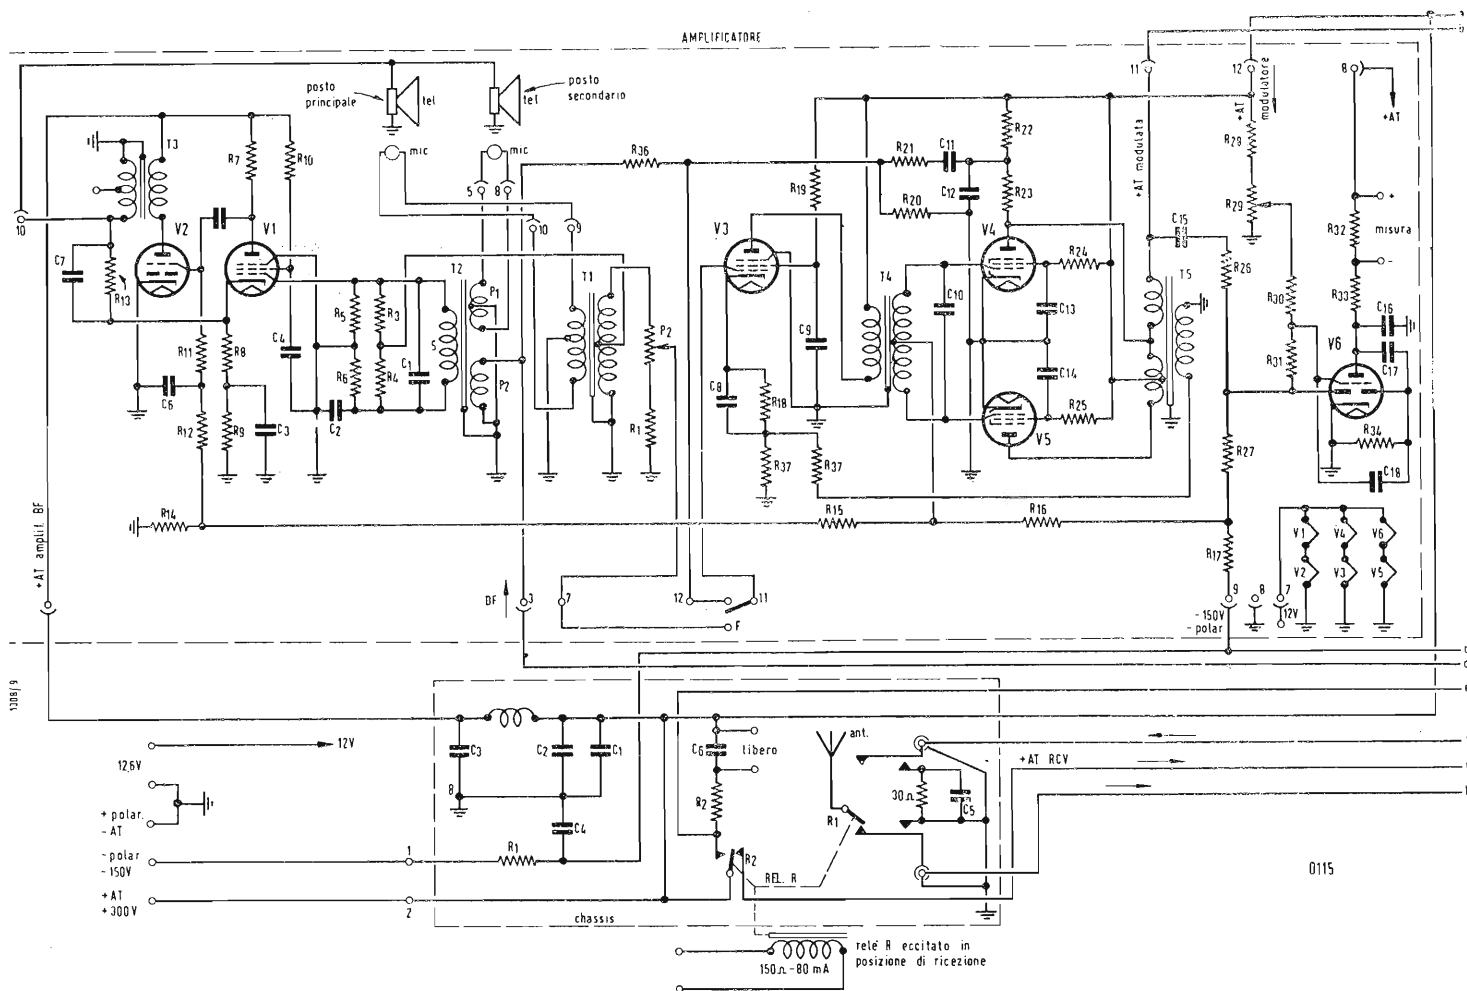 AMPLIFICATORE
posto
principale
tel
posto
secondario
tel
mic
mic
T3
R7
R10
R36
5
8
10
V2
V1
C7
R13
10
9
T2
P1
T1
R5
R3
S
P2
R11
R8
C4
R6
R4
C1
P2
C6
R12
R9
C3
C2
R1
R14
+AT amplif. BF
BF
3
7
12
11
F
R22
R21
C11
R19
C12
R23
R20
V3
V4
R24
T4
C10
C13
C9
C14
C8
R18
R25
V5
R37
R37
R15
R16
11
12
+AT modulatore
+AT modulata
R28
R29
C15
R26
T5
R30
R31
R27
R17
9
8
7
-150V
-polar
12V
8
+AT
+
R32
misura
-
R33
C16
C17
V6
R34
C18
V1
V4
V6
V2
V3
V5
1308/9
12V
12,6V
+ polar.
- AT
- polar
- 150V
+AT
+300V
1
2
C3
C2
C1
8
C4
R1
chassis
C6
libero
R2
R2
REL. R
ant.
R1
30Ω
C5
+AT RCV
0115
150Ω-80 mA
relé R eccitato in
posizione di ricezione